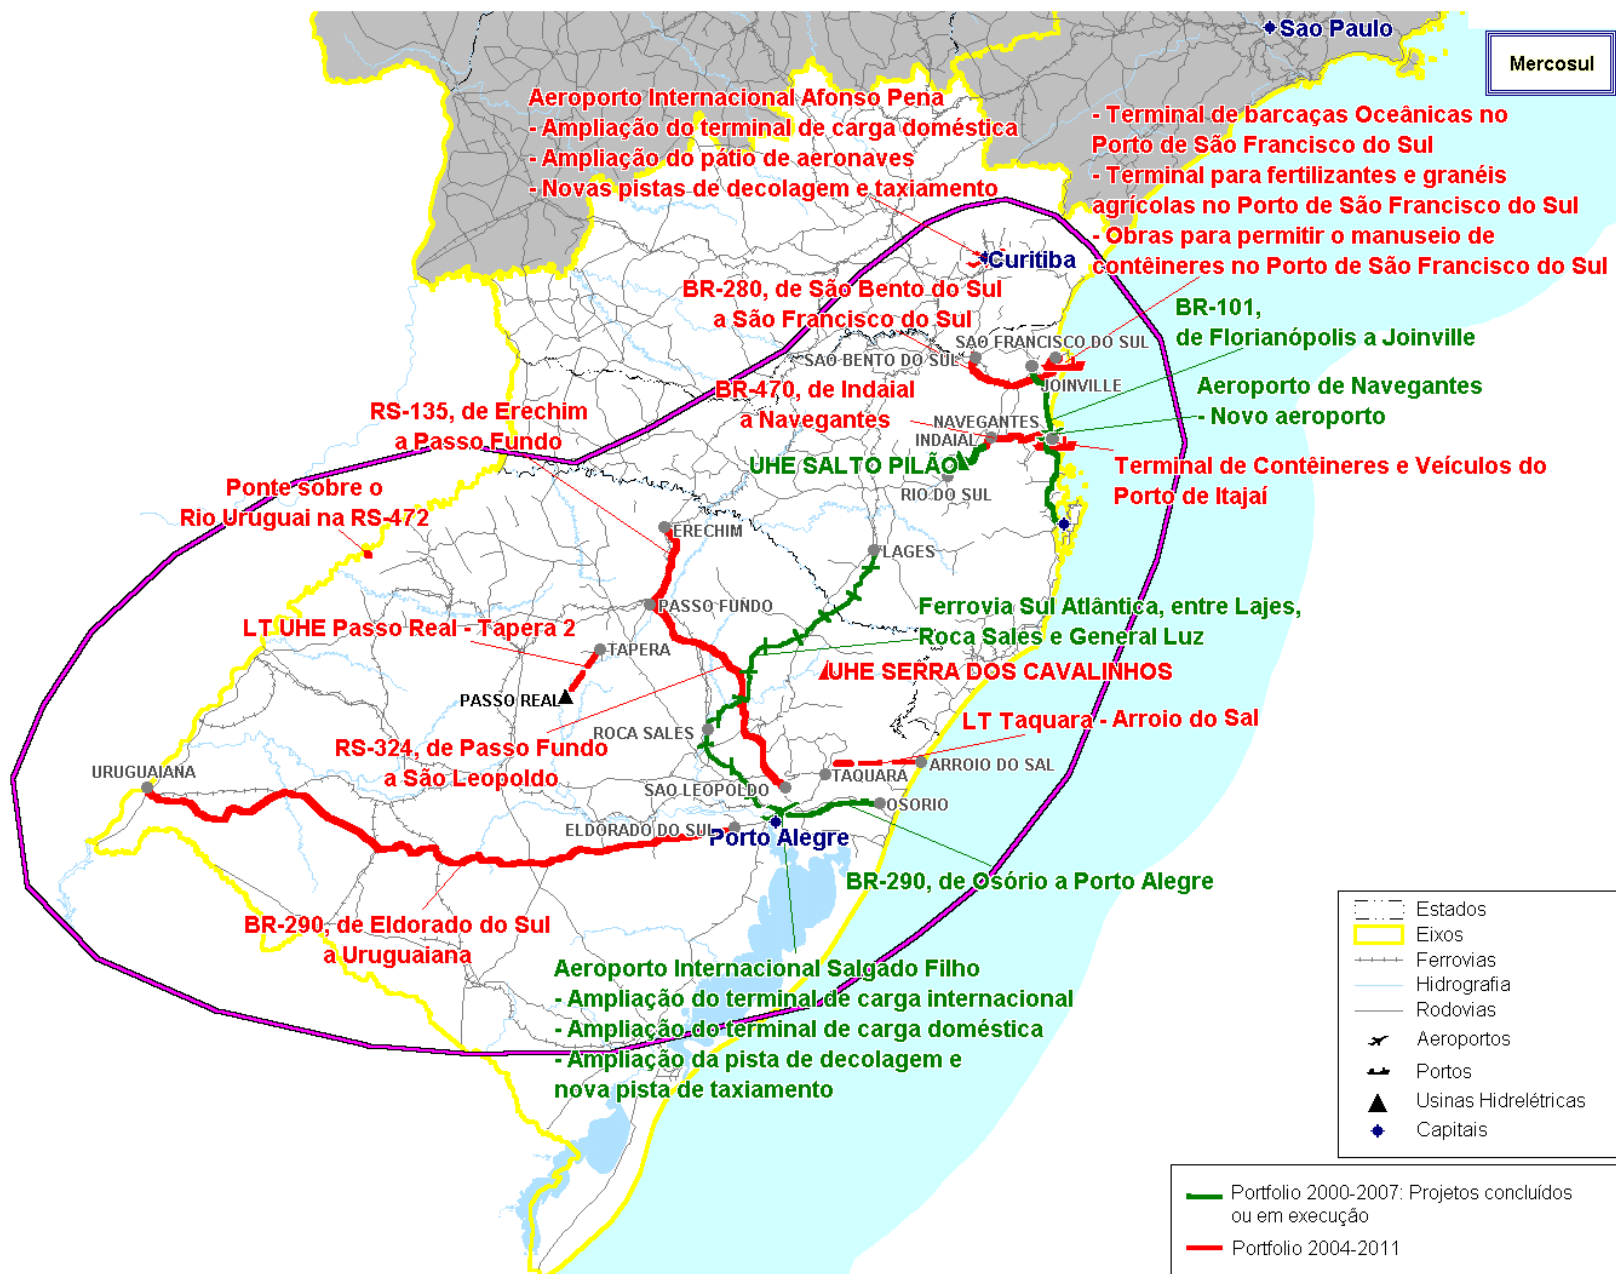 Sao Paulo
Mercosul
Aeroporto Internacional Afonso Pena
- Ampliação do terminal de carga doméstica
- Ampliação do pátio de aeronaves
- Novas pistas de decolagem e taxiamento
- Terminal de barcaças Oceânicas no
Porto de São Francisco do Sul
- Terminal para fertilizantes e granéis
agrícolas no Porto de São Francisco do Sul
- Obras para permitir o manuseio de
contêineres no Porto de São Francisco do Sul
Curitiba
BR-280, de São Bento do Sul
a São Francisco do Sul
BR-101,
de Florianópolis a Joinville
SAO FRANCISCO DO SUL
SAO BENTO DO SUL
JOINVILLE
BR-470, de Indaial
a Navegantes
Aeroporto de Navegantes
- Novo aeroporto
RS-135, de Erechim
a Passo Fundo
NAVEGANTES
INDAIAL
UHE SALTO PILÃO
RIO DO SUL
Terminal de Contêineres e Veículos do
Porto de Itajaí
Ponte sobre o
Rio Uruguai na RS-472
ERECHIM
LAGES
PASSO FUNDO
Ferrovia Sul Atlântica, entre Lajes,
Roca Sales e General Luz
LT UHE Passo Real - Tapera 2
TAPERA
UHE SERRA DOS CAVALINHOS
PASSO REAL
LT Taquara - Arroio do Sal
ROCA SALES
RS-324, de Passo Fundo
a São Leopoldo
URUGUAIANA
TAQUARA
ARROIO DO SAL
SAO LEOPOLDO
OSORIO
ELDORADO DO SUL
Porto Alegre
BR-290, de Osório a Porto Alegre
BR-290, de Eldorado do Sul
a Uruguaiana
Aeroporto Internacional Salgado Filho
- Ampliação do terminal de carga internacional
- Ampliação do terminal de carga doméstica
- Ampliação da pista de decolagem e
nova pista de taxiamento
Estados
Eixos
Ferrovias
Hidrografia
Rodovias
Aeroportos
Portos
Usinas Hidrelétricas
Capitais
Portfolio 2000-2007: Projetos concluídos
ou em execução
Portfolio 2004-2011